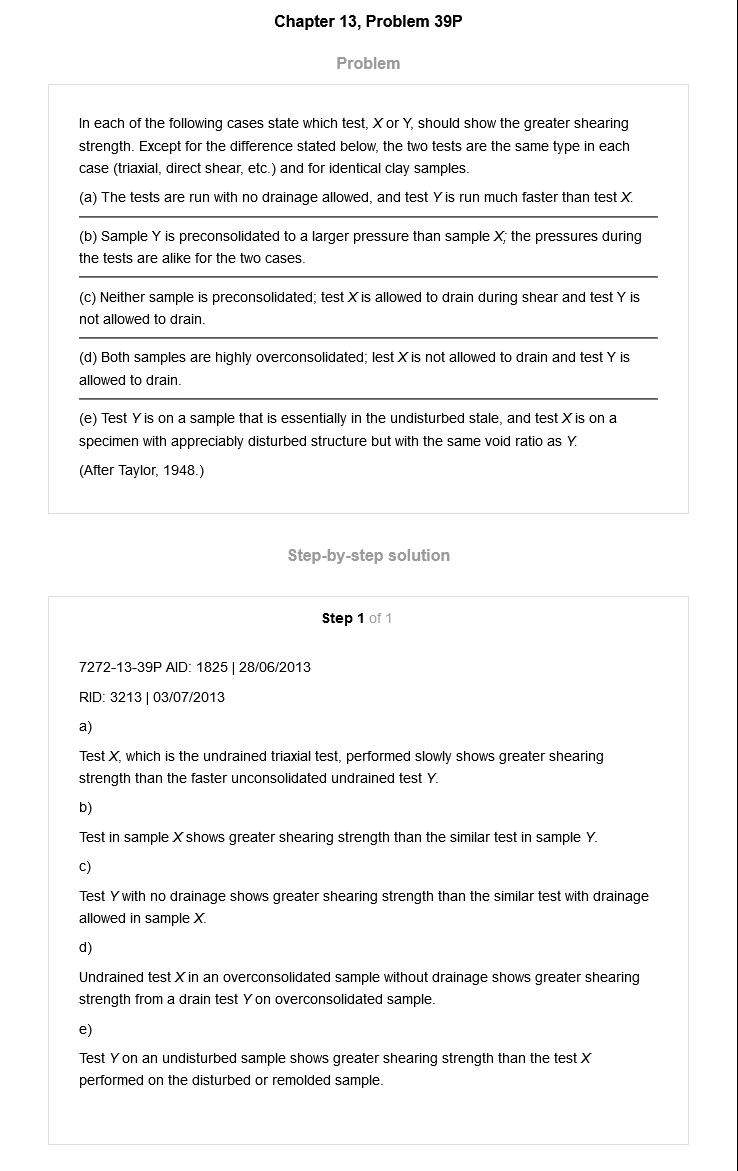 Chapter 13, Problem 39P
Problem
In each of the following cases state which test, X or Y, should show the greater shearing
strength. Except for the difference stated below, the two tests are the same type in each
case (triaxial, direct shear, etc.) and for identical clay samples.
(a) The tests are run with no drainage allowed, and test Y is run much faster than test X.
(b) Sample Y is preconsolidated to a larger pressure than sample X; the pressures during
the tests are alike for the two cases.
(c) Neither sample is preconsolidated; test X is allowed to drain during shear and test Y is
not allowed to drain.
(d) Both samples are highly overconsolidated; lest X is not allowed to drain and test Y is
allowed to drain.
(e) Test Y is on a sample that is essentially in the undisturbed stale, and test X is on a
specimen with appreciably disturbed structure but with the same void ratio as Y.
(After Taylor, 1948.)
Step-by-step solution
Step 1 of 1
7272-13-39P AID: 1825 | 28/06/2013
RID: 3213 | 03/07/2013
a)
Test X, which is the undrained triaxial test, performed slowly shows greater shearing
strength than the faster unconsolidated undrained test Y.
b)
Test in sample X shows greater shearing strength than the similar test in sample Y.
c)
Test Y with no drainage shows greater shearing strength than the similar test with drainage
allowed in sample X.
d)
Undrained test X in an overconsolidated sample without drainage shows greater shearing
strength from a drain test Y on overconsolidated sample.
e)
Test Y on an undisturbed sample shows greater shearing strength than the test X
performed on the disturbed or remolded sample.